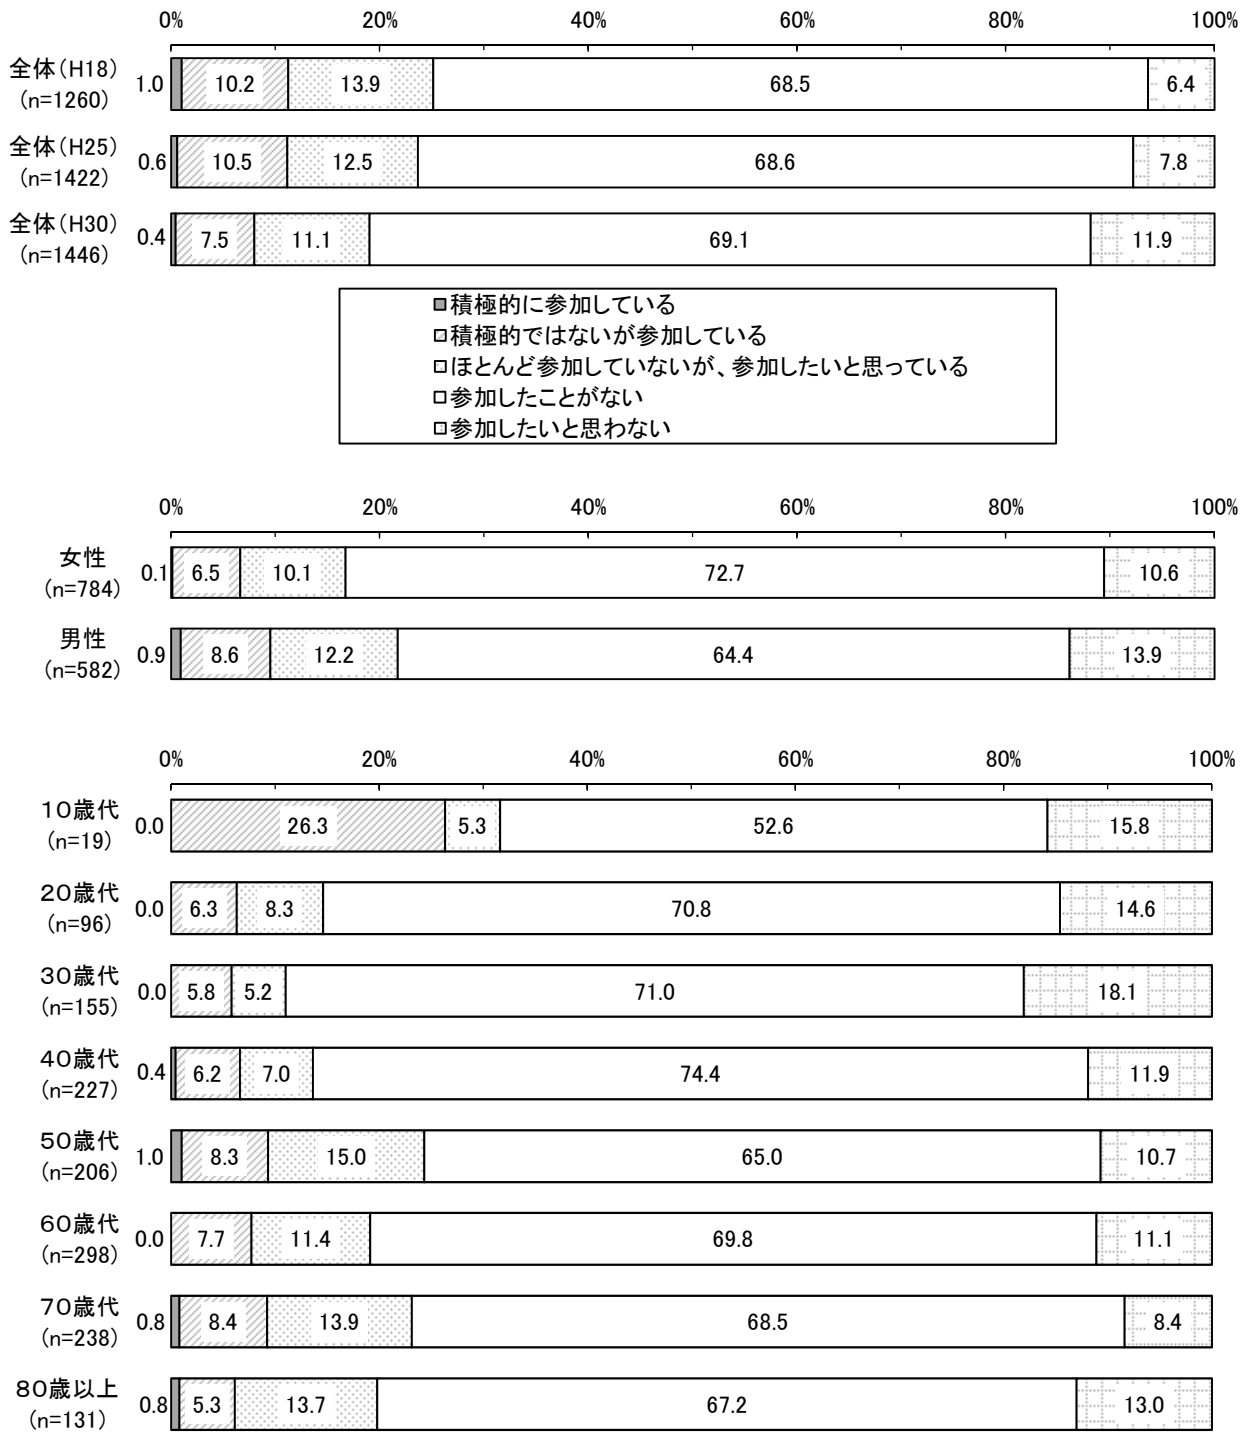 0% 20% 40% 60% 80% 100%
全体（H18） 1.0 10.2 13.9 68.5 6.4
（n=1260）
全体（H25） 0.6 10.5 12.5 68.6 7.8
（n=1422）
全体（H30） 0.4 7.5 11.1 69.1 11.9
（n=1446）
積極的に参加している
積極的ではないが参加している
ほとんど参加していないが、参加したいと思っている
参加したことがない
参加したいと思わない
0% 20% 40% 60% 80% 100%
女性 0.1 6.5 10.1 72.7 10.6
（n=784）
男性 0.9 8.6 12.2 64.4 13.9
（n=582）
0% 20% 40% 60% 80% 100%
10歳代 0.0 26.3 5.3 52.6 15.8
（n=19）
20歳代 0.0 6.3 8.3 70.8 14.6
（n=96）
30歳代 0.0 5.8 5.2 71.0 18.1
（n=155）
40歳代 0.4 6.2 7.0 74.4 11.9
（n=227）
50歳代 1.0 8.3 15.0 65.0 10.7
（n=206）
60歳代 0.0 7.7 11.4 69.8 11.1
（n=298）
70歳代 0.8 8.4 13.9 68.5 8.4
（n=238）
80歳以上 0.8 5.3 13.7 67.2 13.0
（n=131）